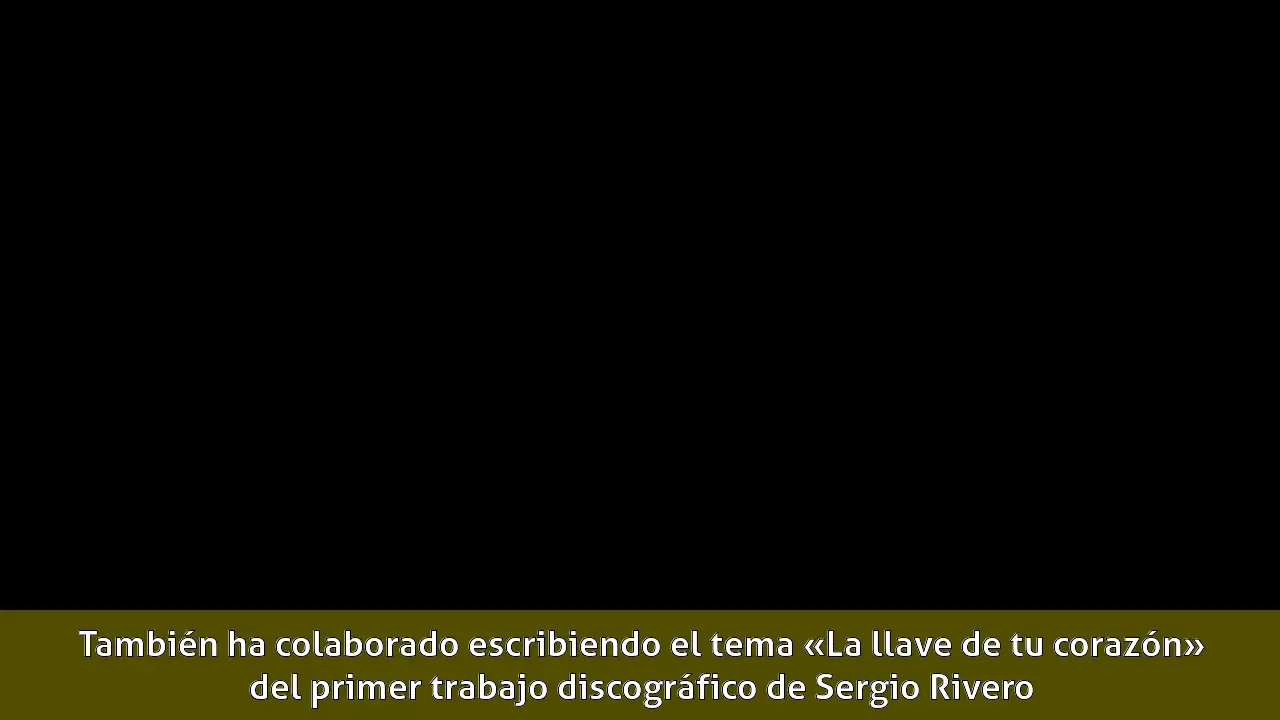 También ha colaborado escribiendo el tema «La llave de tu corazón»
del primer trabajo discográfico de Sergio Rivero